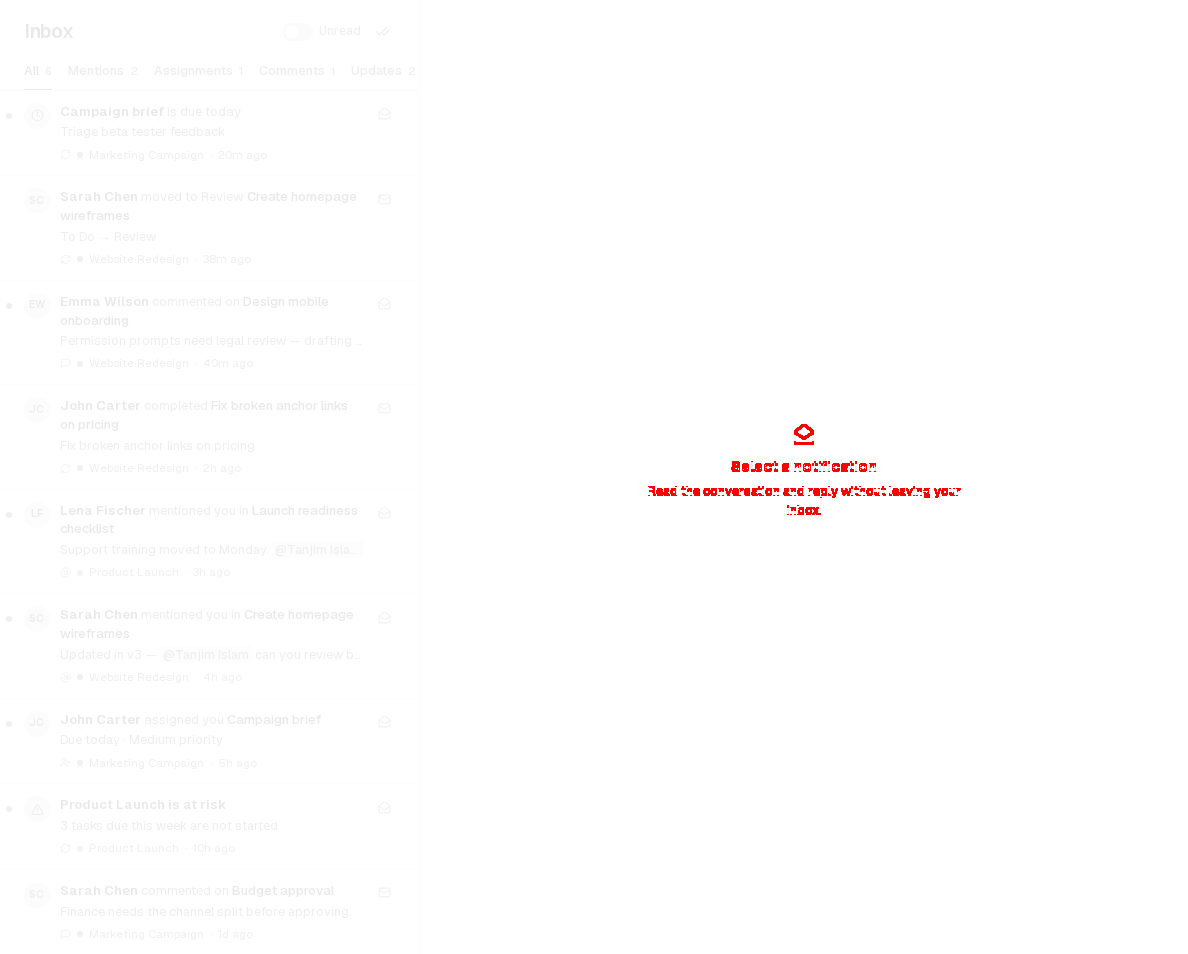 Inbox
Unread
All 6 Mentions 2 Assignments 1 Comments 1 Updates 2
Campaign brief is due today
Triage beta tester feedback
Marketing Campaign · 20m ago
SC
Sarah Chen moved to Review Create homepage
wireframes
To Do → Review
Website Redesign · 38m ago
EW
Emma Wilson commented on Design mobile
onboarding
Permission prompts need legal review — drafting ...
Website Redesign · 40m ago
JC
John Carter completed Fix broken anchor links
on pricing
Fix broken anchor links on pricing
Website Redesign · 2h ago
LF
Lena Fischer mentioned you in Launch readiness
checklist
Support training moved to Monday. @Tanjim Isla...
Product Launch · 3h ago
SC
Sarah Chen mentioned you in Create homepage
wireframes
Updated in v3 — @Tanjim Islam can you review b...
Website Redesign · 4h ago
JC
John Carter assigned you Campaign brief
Due today · Medium priority
Marketing Campaign · 5h ago
Product Launch is at risk
3 tasks due this week are not started
Product Launch · 10h ago
SC
Sarah Chen commented on Budget approval
Finance needs the channel split before approving.
Marketing Campaign · 1d ago
Select a notification
Read the conversation and reply without leaving your
inbox.